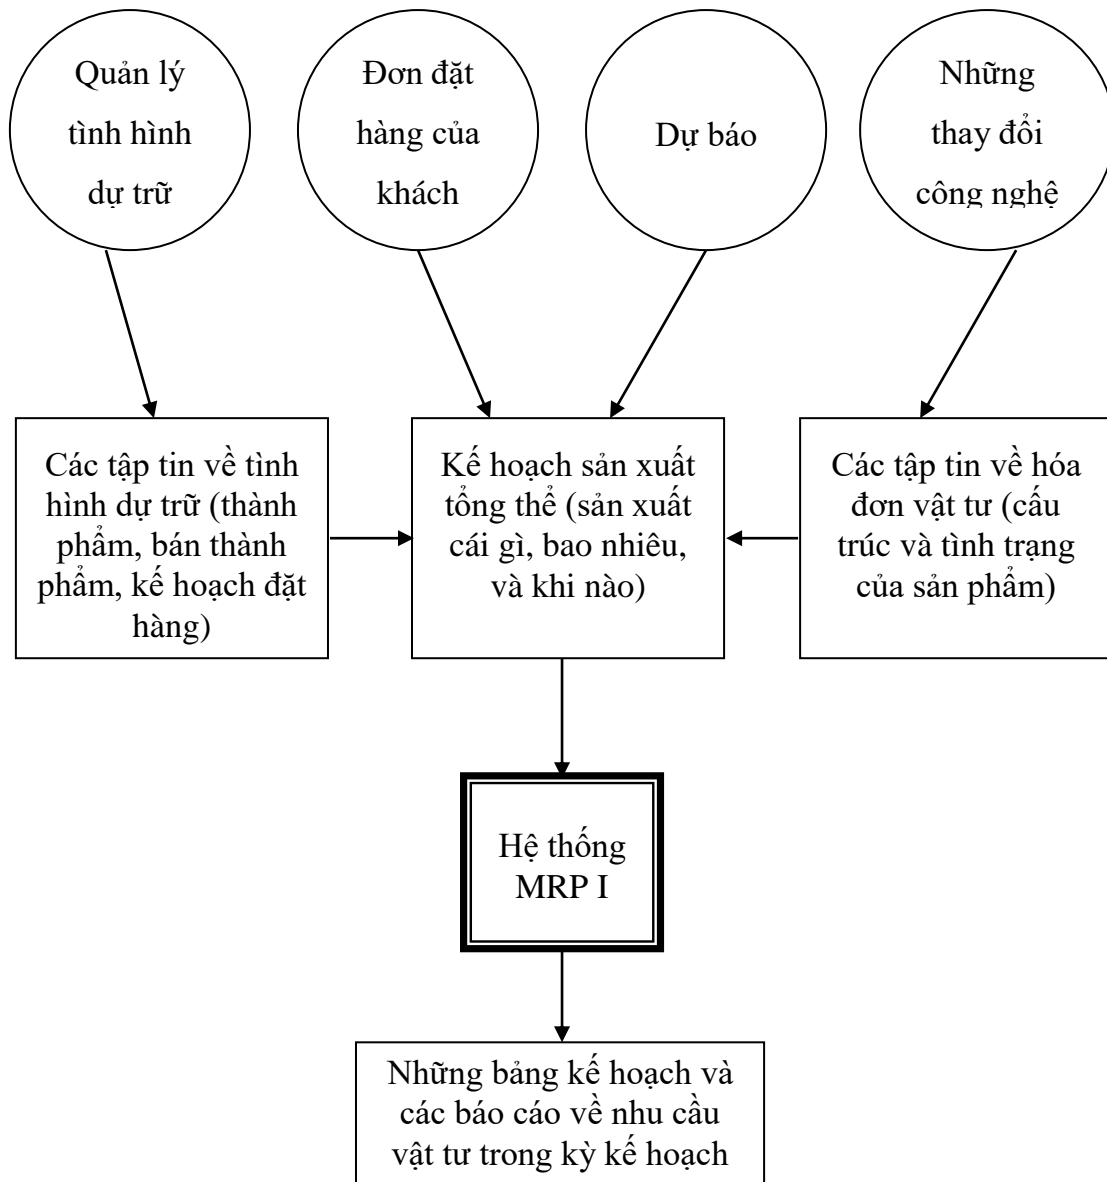 Quản lý
tình hình
dự trữ
Đơn đặt
hàng của
khách
Dự báo
Những
thay đổi
công nghệ
Các tập tin về tình
hình dự trữ (thành
phẩm, bán thành
phẩm, kế hoạch đặt
hàng)
Kế hoạch sản xuất
tổng thể (sản xuất
cái gì, bao nhiêu,
và khi nào)
Các tập tin về hóa
đơn vật tư (cấu
trúc và tình trạng
của sản phẩm)
Hệ thống
MRP I
Những bảng kế hoạch và
các báo cáo về nhu cầu
vật tư trong kỳ kế hoạch